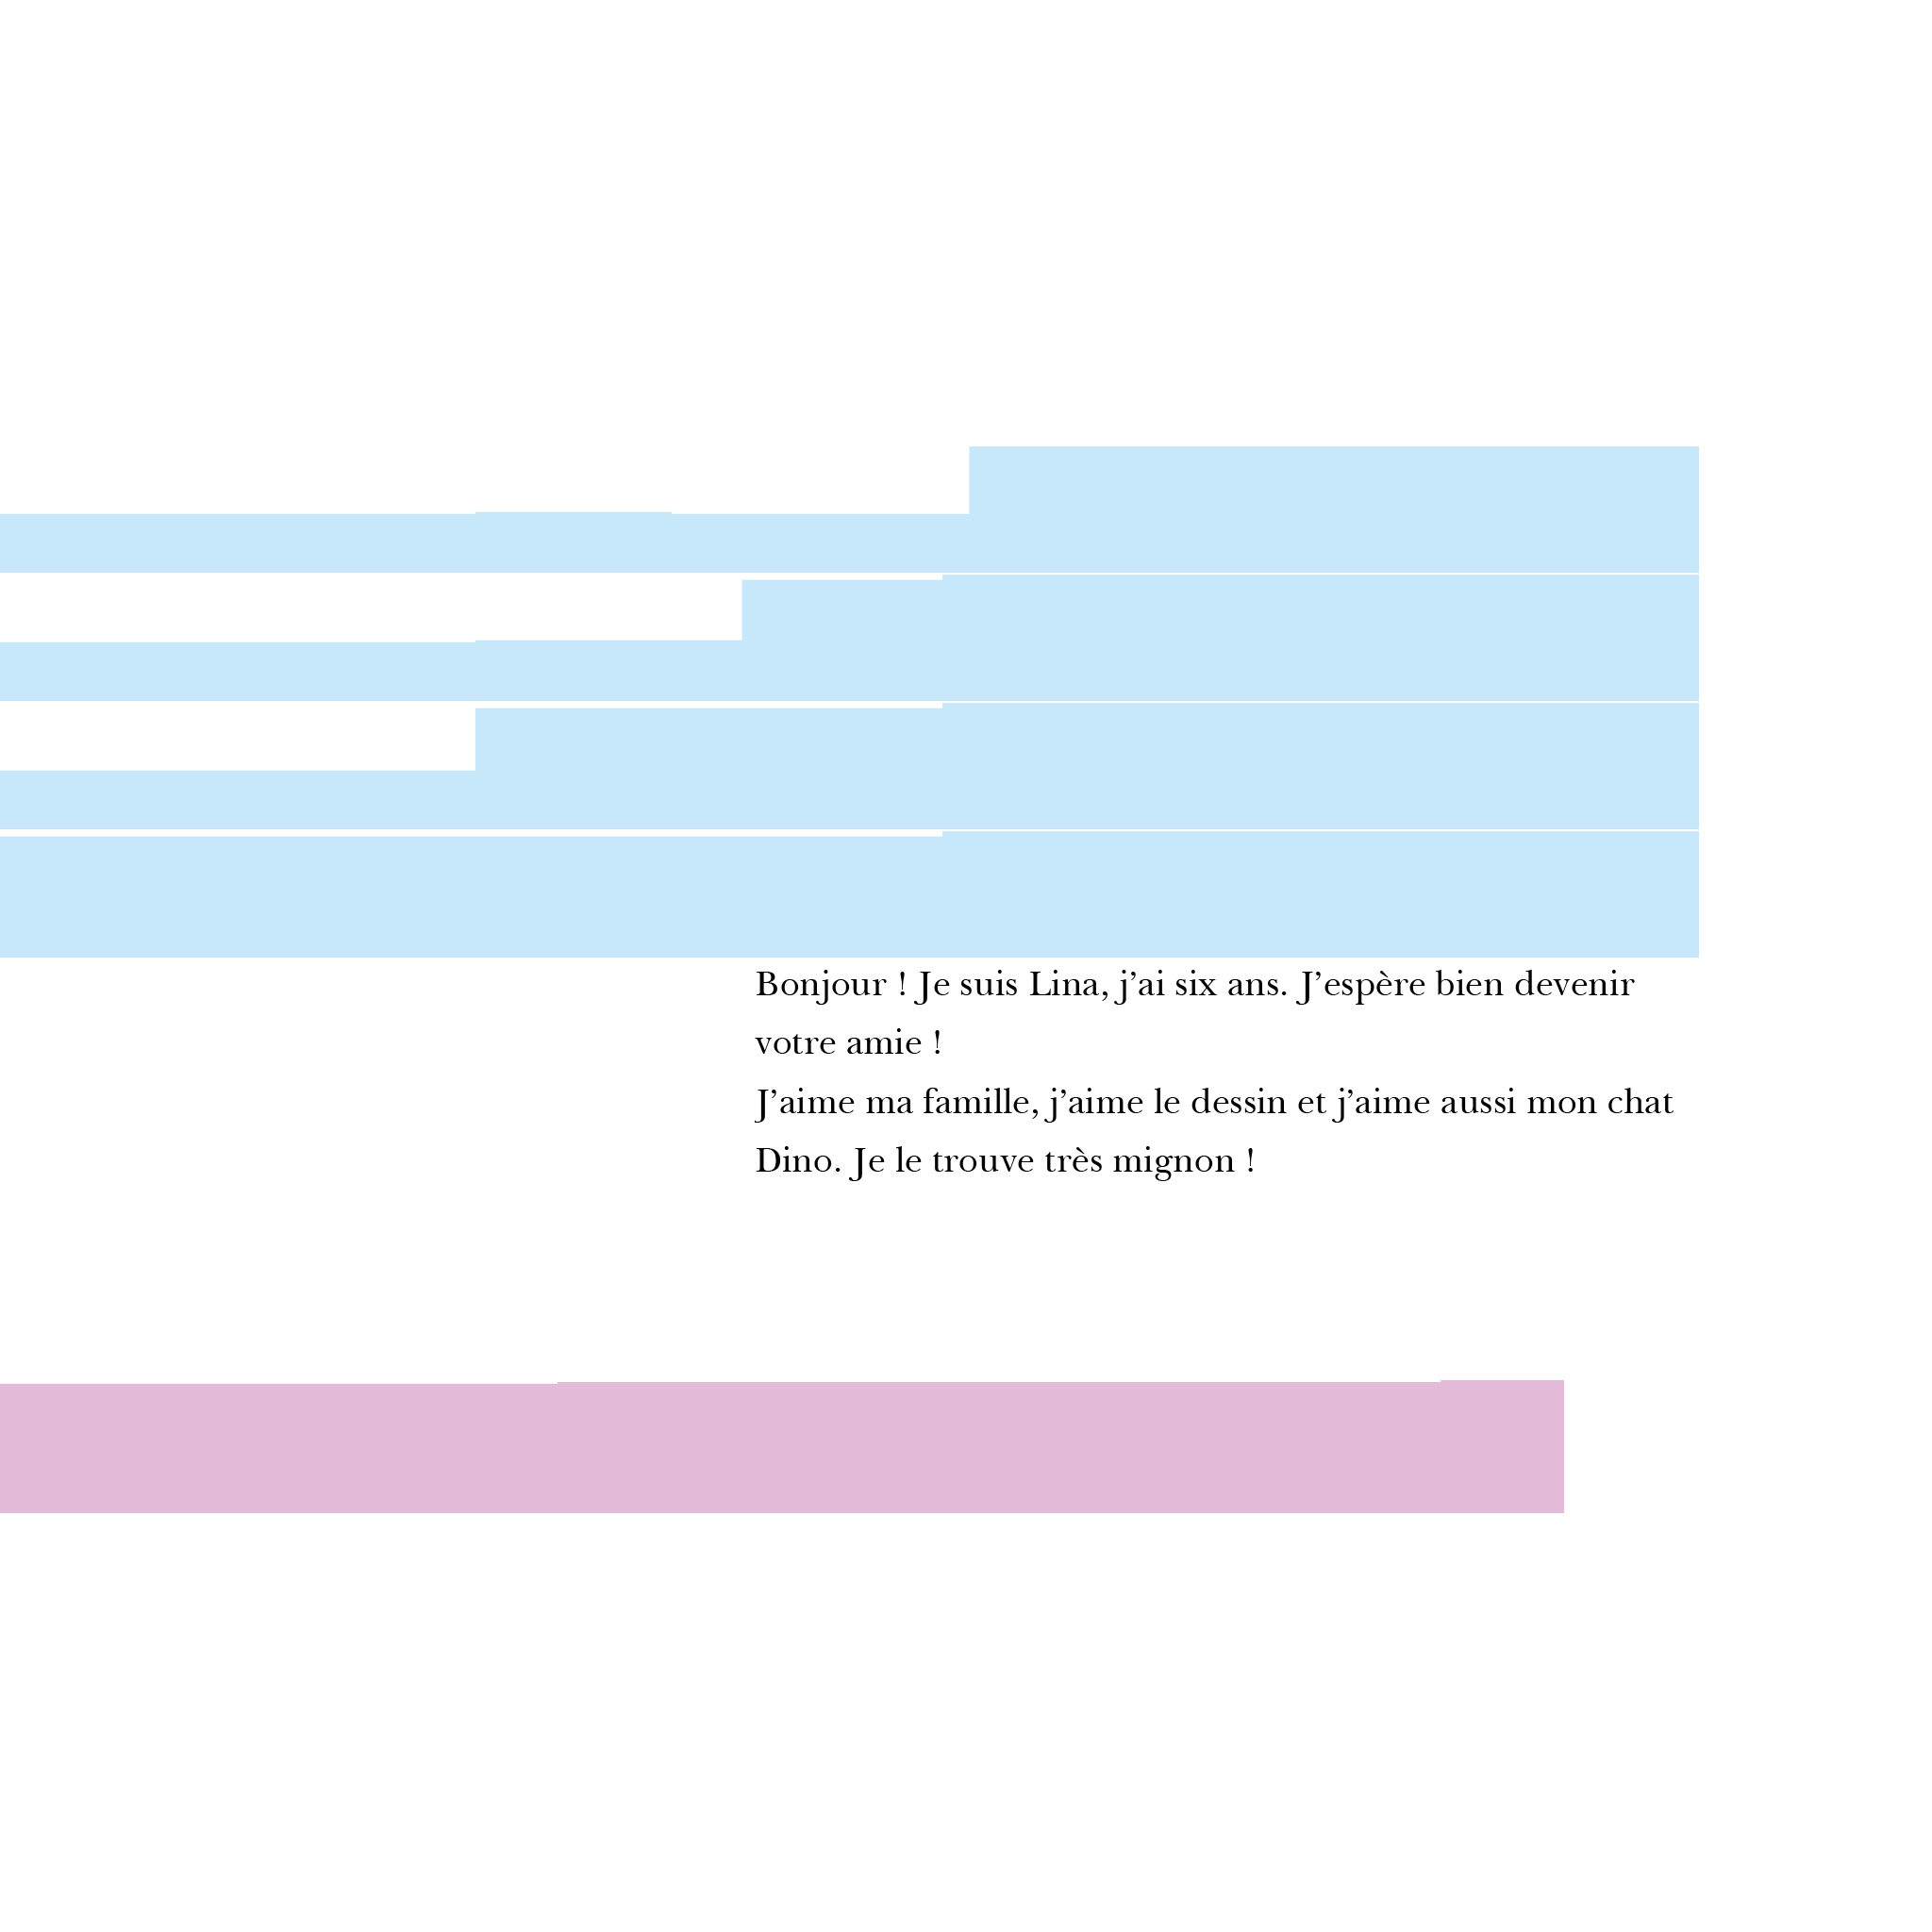 Bonjour ! Je suis Lina, j’ai six ans. J’espère bien devenir
votre amie !
J’aime ma famille, j’aime le dessin et j’aime aussi mon chat
Dino. Je le trouve très mignon !